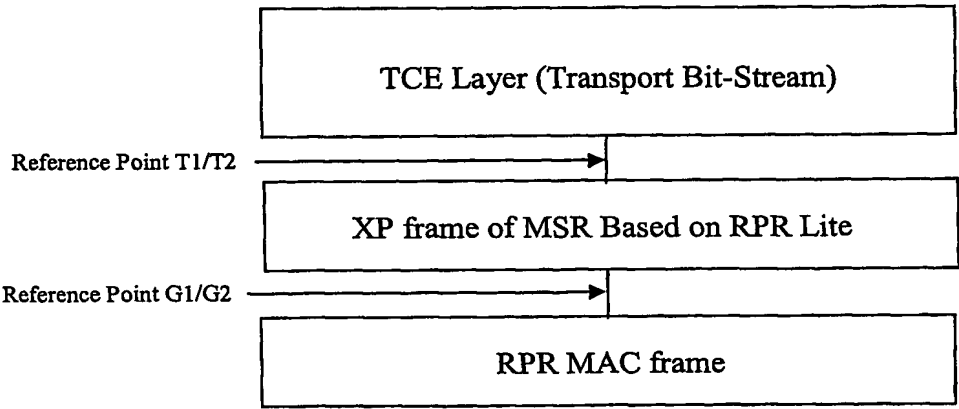 TCE Layer (Transport Bit-Stream)
Reference Point T1/T2
XP frame of MSR Based on RPR Lite
Reference Point G1/G2
RPR MAC frame